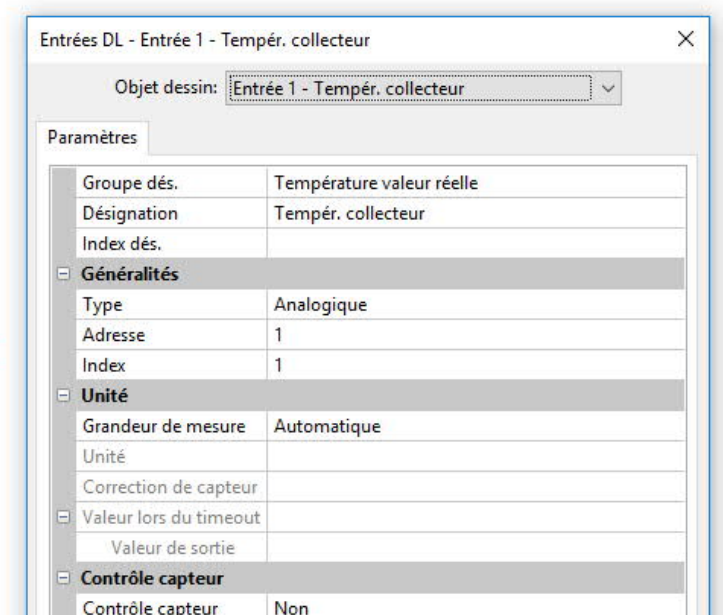 Entrées DL - Entrée 1 - Tempér. collecteur
Objet dessin: Entrée 1 - Tempér. collecteur
Paramètres
Groupe dés. Température valeur réelle
Désignation Tempér. collecteur
Index dés.
Généralités
Type Analogique
Adresse 1
Index 1
Unité
Grandeur de mesure Automatique
Unité
Correction de capteur
Valeur lors du timeout
Valeur de sortie
Contrôle capteur
Contrôle capteur Non